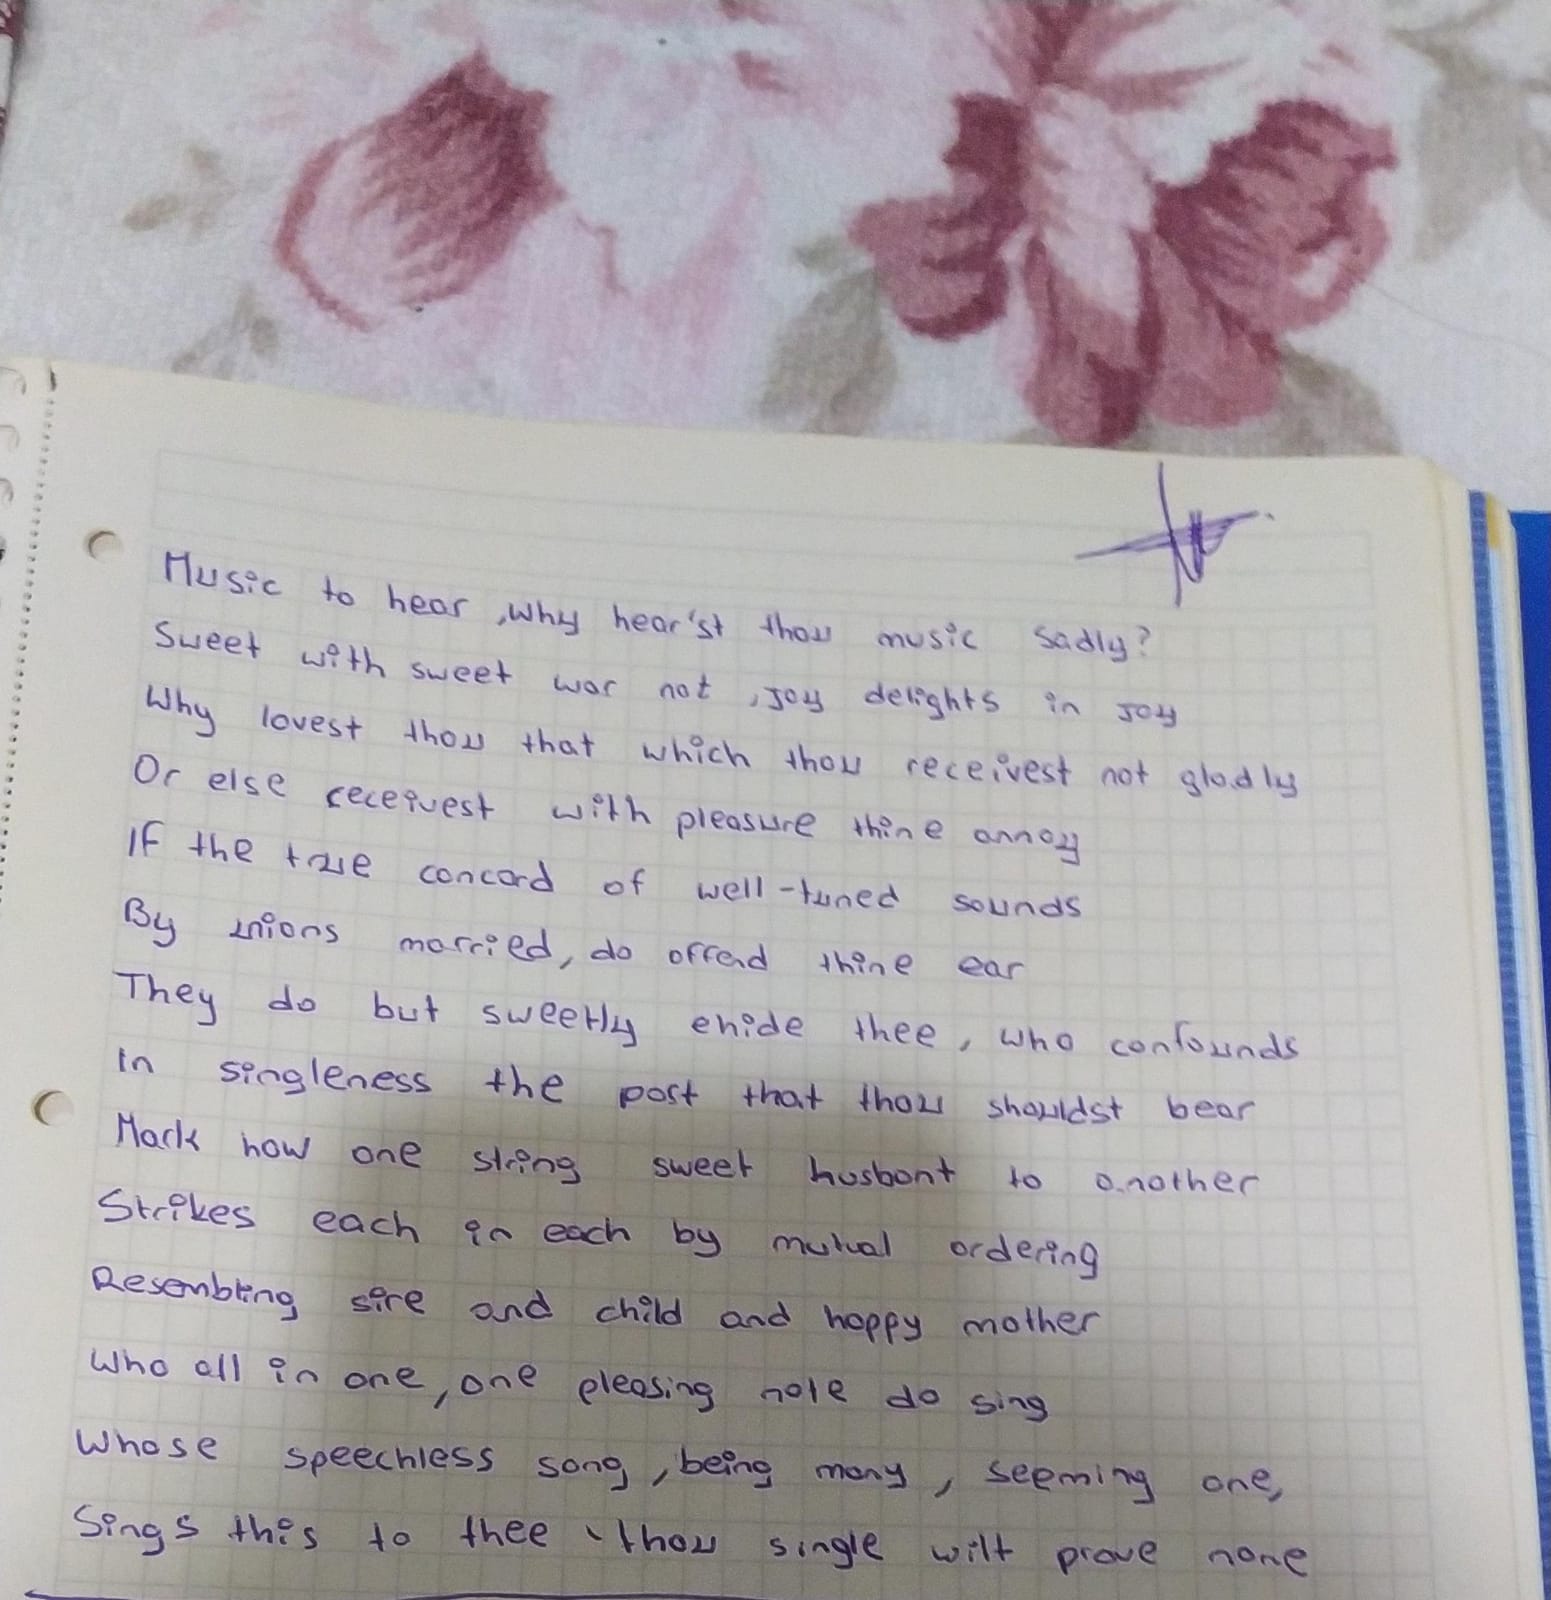 Music to hear, why hear'st thou music sadly?
Sweet with sweet war not, joy delights in joy
Why lovest thou that which thou receivest not gladly
Or else receivest with pleasure thine annoy
If the true concord of well-tuned sounds
By unions married, do offend thine ear
They do but sweetly chide thee, who confounds
In singleness the part that thou shouldst bear
Mark how one string sweet husbant to another
Strikes each in each by mutual ordering
Resembling sire and child and happy mother
Who all in one, one pleasing note do sing
Whose speechless song, being many, seeming one,
Sings this to thee, thou single wilt prove none